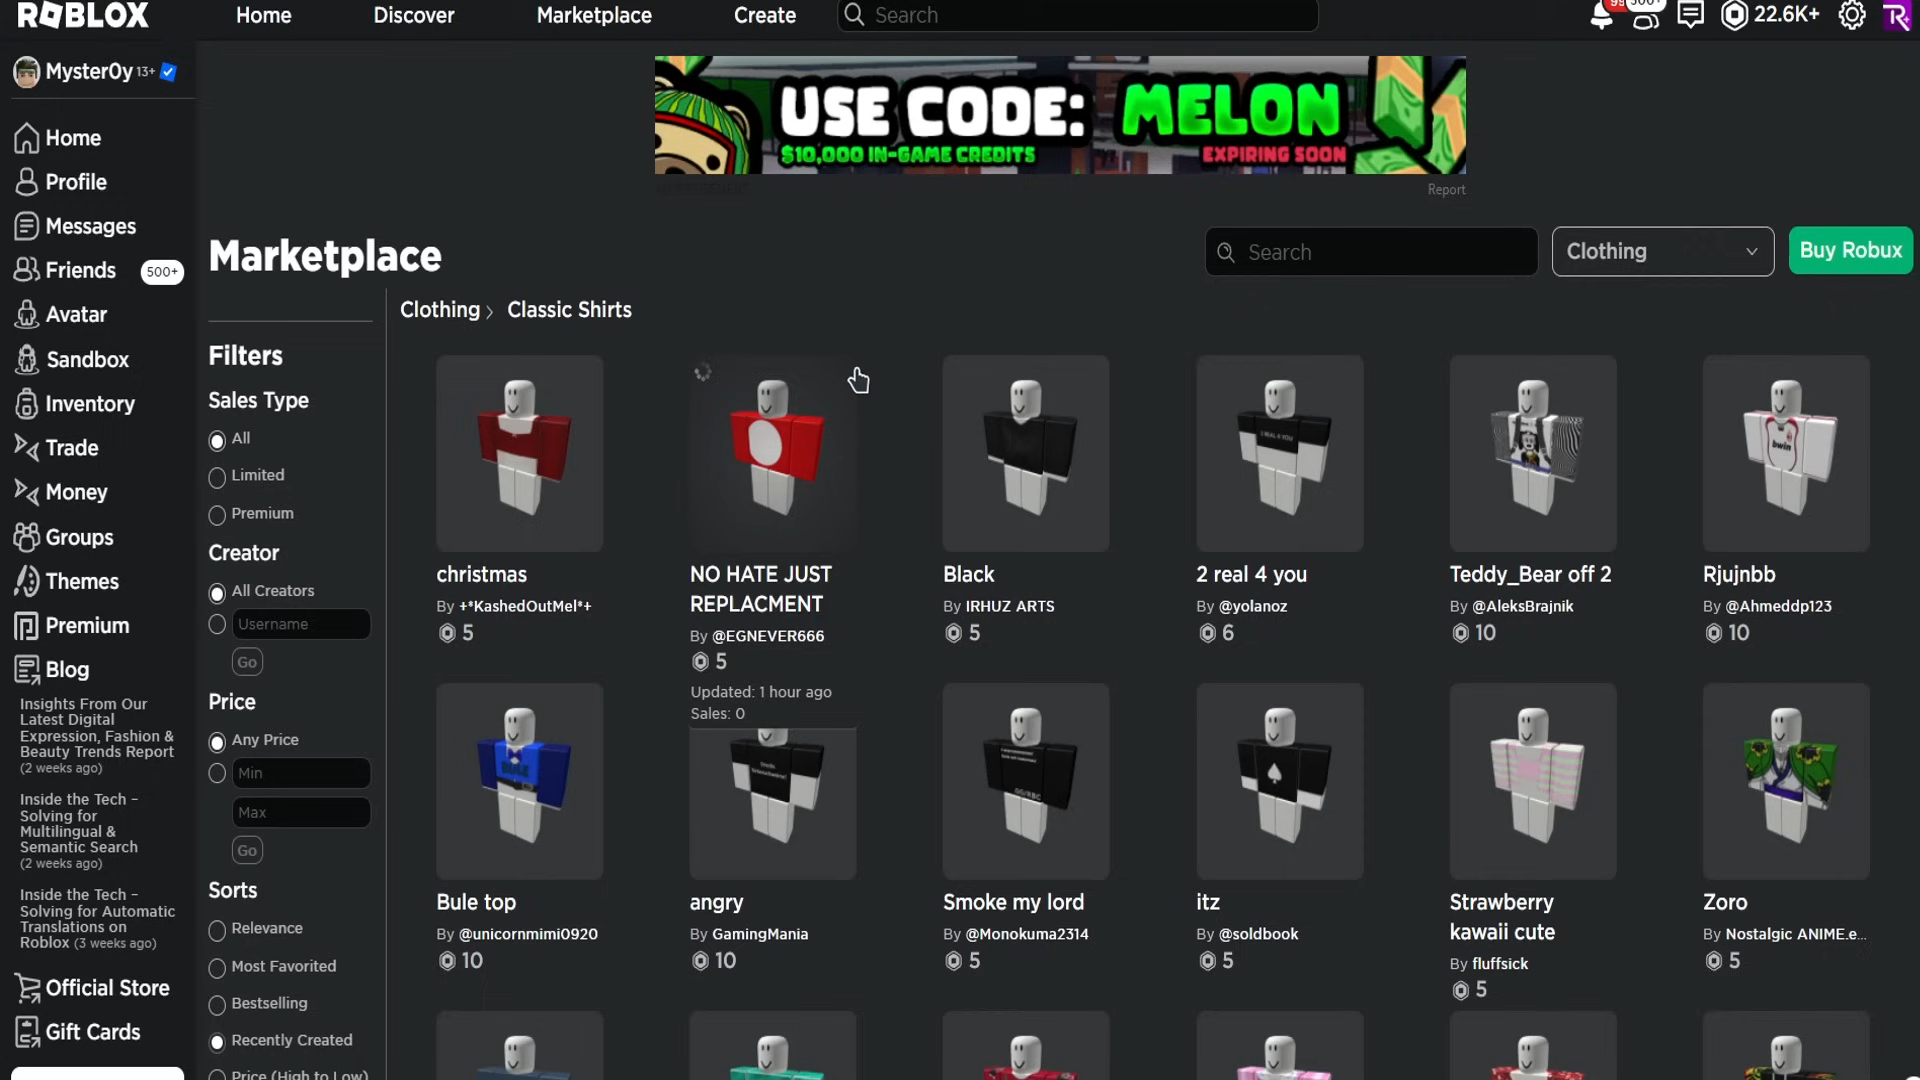 ROBLOX
Home
Discover
Marketplace
Create
Search
99
500+
22.6K+
MysterOy 13+
Home
Profile
Messages
Friends 500+
Avatar
Sandbox
Inventory
Trade
Money
Groups
Themes
Premium
Blog
Insights From Our
Latest Digital
Expression, Fashion &
Beauty Trends Report
(2 weeks ago)
Inside the Tech –
Solving for
Multilingual &
Semantic Search
(2 weeks ago)
Inside the Tech –
Solving for Automatic
Translations on
Roblox (3 weeks ago)
Official Store
Gift Cards
USE CODE: MELON
$10,000 IN-GAME CREDITS
EXPIRING SOON
ADVERTISEMENT
Report
Marketplace
Search
Clothing
Buy Robux
Filters
Sales Type
All
Limited
Premium
Creator
All Creators
Username
Go
Price
Any Price
Min
Max
Go
Sorts
Relevance
Most Favorited
Bestselling
Recently Created
Price (High to Low)
Clothing › Classic Shirts
christmas
By +*KashedOutMel*+
5
NO HATE JUST
REPLACMENT
By @EGNEVER666
5
Updated: 1 hour ago
Sales: 0
Black
By IRHUZ ARTS
5
2 REAL 4 YOU
2 real 4 you
By @yolanoz
6
Teddy_Bear off 2
By @AleksBrajnik
10
bwin
Rjujnbb
By @Ahmeddp123
10
Bule top
By @unicornmimi0920
10
angry
By GamingMania
10
Smoke my lord
By @Monokuma2314
5
itz
By @soldbook
5
Strawberry
kawaii cute
By fluffsick
5
Zoro
By Nostalgic ANIME.e...
5